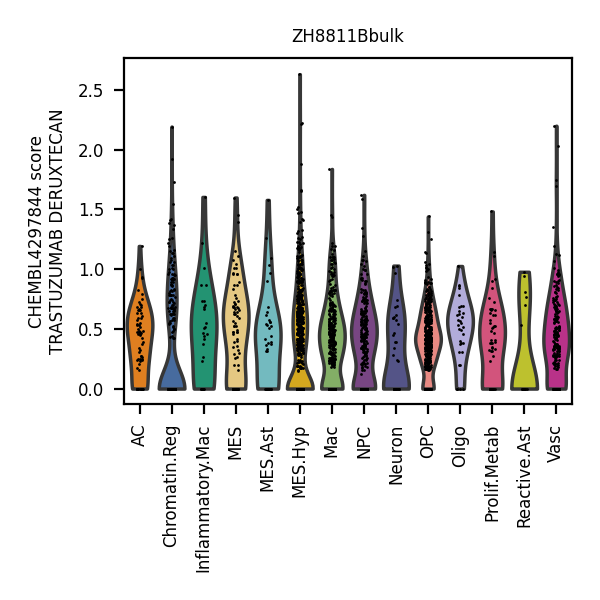 ZH8811Bbulk
CHEMBL4297844 score
TRASTUZUMAB DERUXTECAN
2.5
2.0
1.5
1.0
0.5
0.0
AC
Chromatin.Reg
Inflammatory.Mac
MES
MES.Ast
MES.Hyp
Mac
NPC
Neuron
OPC
Oligo
Prolif.Metab
Reactive.Ast
Vasc